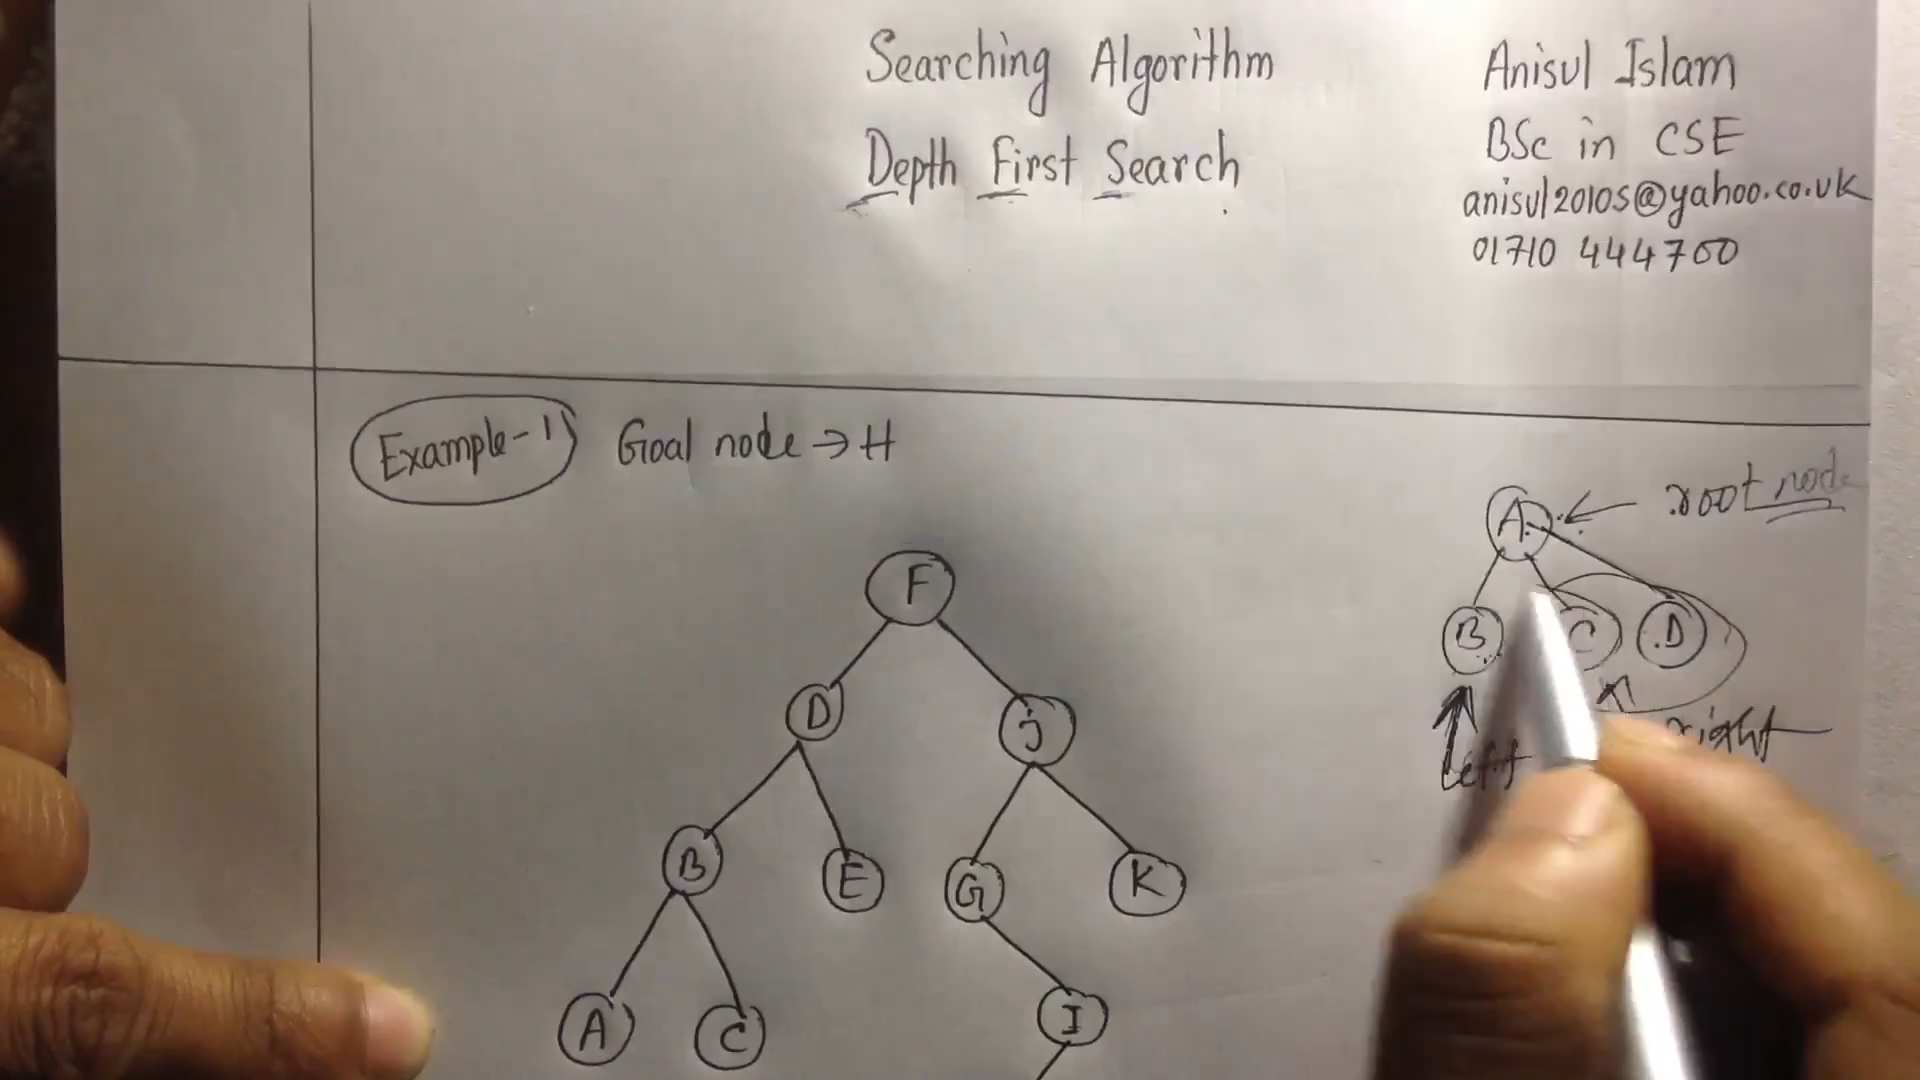 Searching Algorithm
Depth First Search
Anisul Islam
BSc in CSE
anisul2010s@yahoo.co.uk
01710 444700
Example-1 Goal node → H
F
D
J
B
E
G
K
A
C
I
A
root node
B
C
D
left
right